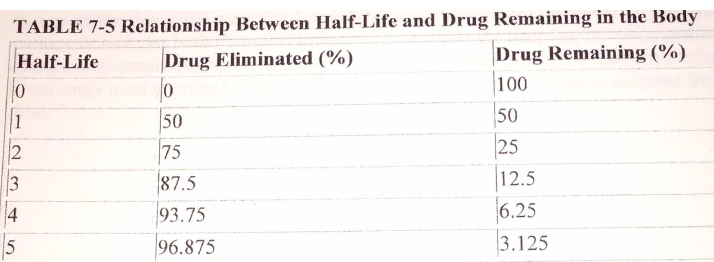 TABLE 7-5 Relationship Between Half-Life and Drug Remaining in the Body
Half-Life Drug Eliminated (%) Drug Remaining (%)
0 0 100
1 50 50
2 75 25
3 87.5 12.5
4 93.75 6.25
5 96.875 3.125